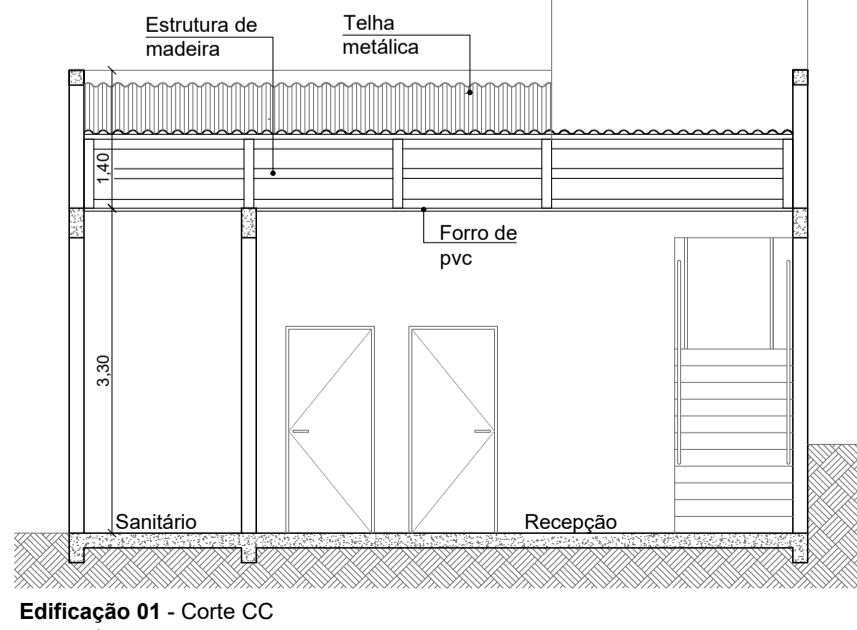 Estrutura de
madeira
Telha
metálica
1,40
Forro de
pvc
3,30
Sanitário
Recepção
Edificação 01 - Corte CC